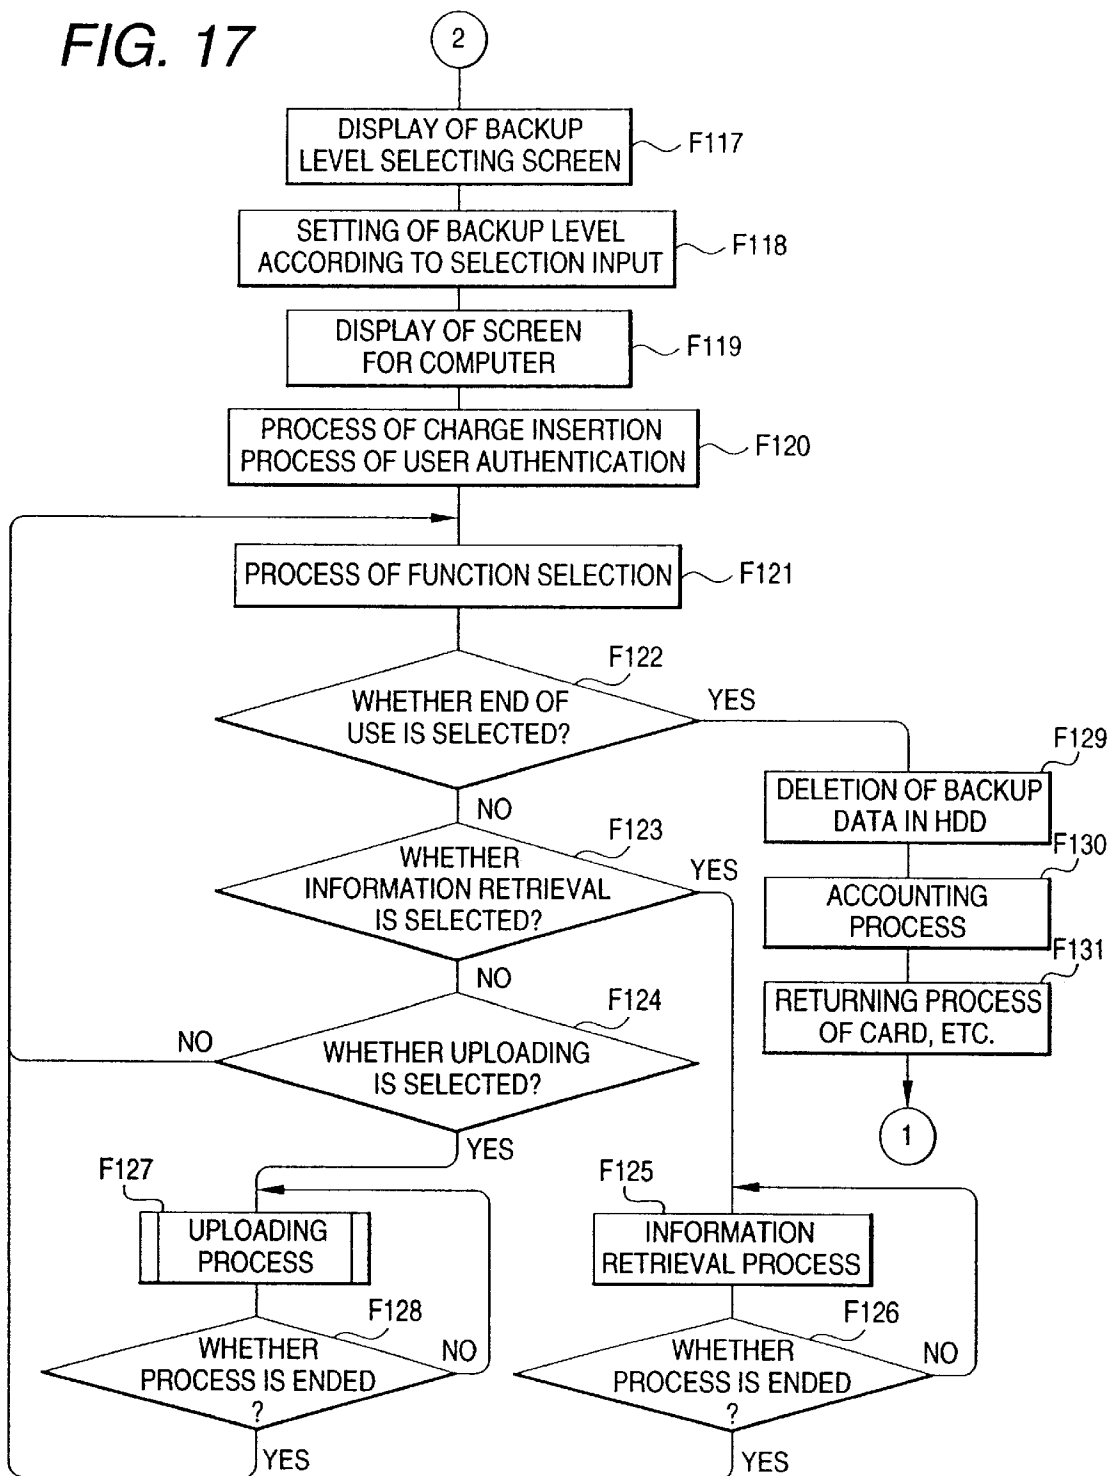 FIG. 17
2
DISPLAY OF BACKUP
LEVEL SELECTING SCREEN
F117
SETTING OF BACKUP LEVEL
ACCORDING TO SELECTION INPUT
F118
DISPLAY OF SCREEN
FOR COMPUTER
F119
PROCESS OF CHARGE INSERTION
PROCESS OF USER AUTHENTICATION
F120
PROCESS OF FUNCTION SELECTION
F121
F122
WHETHER END OF
USE IS SELECTED?
YES
NO
F129
DELETION OF BACKUP
DATA IN HDD
F123
WHETHER
INFORMATION RETRIEVAL
IS SELECTED?
YES
NO
F130
ACCOUNTING
PROCESS
F131
RETURNING PROCESS
OF CARD, ETC.
1
F124
WHETHER UPLOADING
IS SELECTED?
NO
YES
F127
UPLOADING
PROCESS
F125
INFORMATION
RETRIEVAL PROCESS
F128
WHETHER
PROCESS IS ENDED
?
NO
YES
F126
WHETHER
PROCESS IS ENDED
?
NO
YES